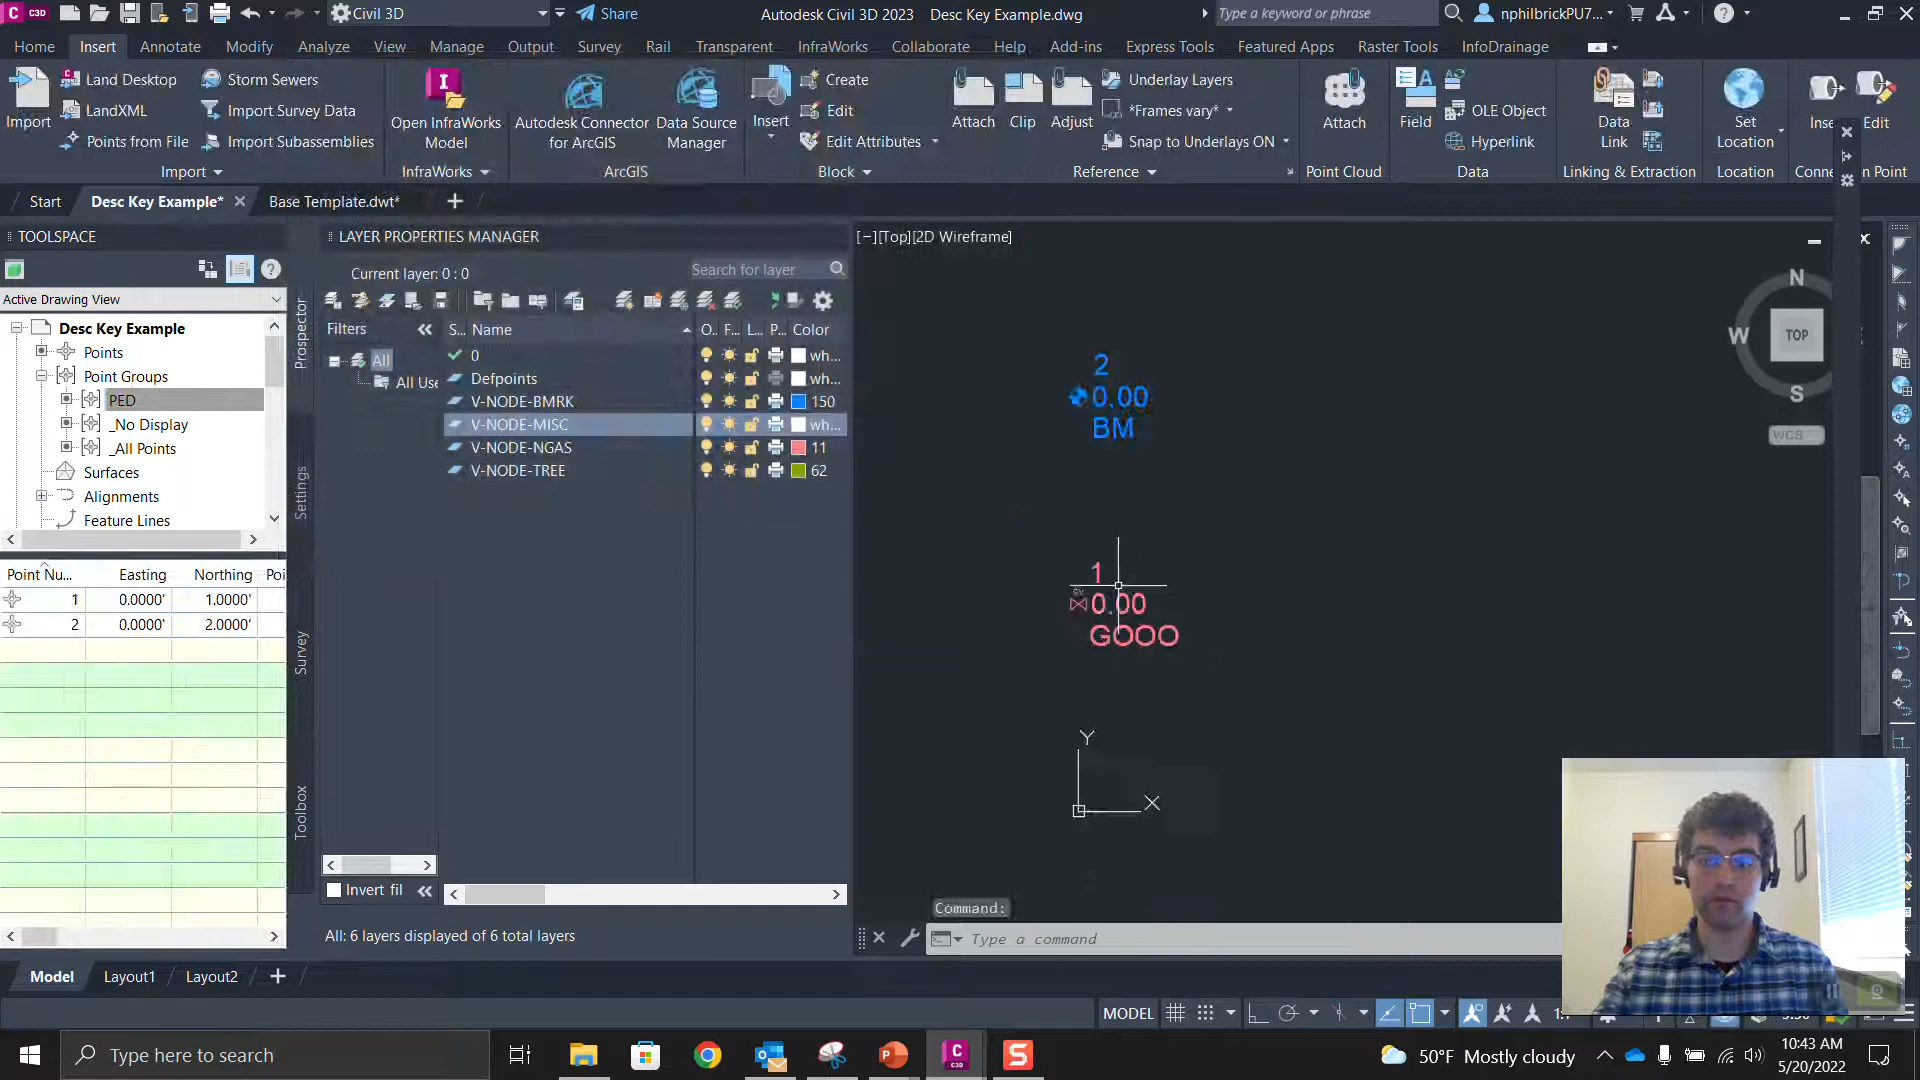 C3D
Civil 3D
Share
Autodesk Civil 3D 2023
Desc Key Example.dwg
Type a keyword or phrase
nphilbrickPU7...
Home
Insert
Annotate
Modify
Analyze
View
Manage
Output
Survey
Rail
Transparent
InfraWorks
Collaborate
Help
Add-ins
Express Tools
Featured Apps
Raster Tools
InfoDrainage
Land Desktop
Storm Sewers
Create
Underlay Layers
LandXML
Import Survey Data
Edit
*Frames vary*
OLE Object
Points from File
Import Subassemblies
Edit Attributes
Snap to Underlays ON
Hyperlink
Import
Open InfraWorks
Model
Autodesk Connector
for ArcGIS
Data Source
Manager
Insert
Attach
Clip
Adjust
Attach
Field
Data
Link
Set
Location
Inse
Edit
Import
InfraWorks
ArcGIS
Block
Reference
Point Cloud
Data
Linking & Extraction
Location
Conne
n Point
Start
Desc Key Example*
Base Template.dwt*
TOOLSPACE
Active Drawing View
Desc Key Example
Points
Point Groups
PED
_No Display
_All Points
Surfaces
Alignments
Feature Lines
Prospector
Settings
Survey
Toolbox
Point Nu...
Easting
Northing
Poi
1
0.0000'
1.0000'
2
0.0000'
2.0000'
LAYER PROPERTIES MANAGER
Current layer: 0 : 0
Search for layer
Filters
All
All Use
S...
Name
O.
F...
L...
P...
Color
0
wh...
Defpoints
wh...
V-NODE-BMRK
150
V-NODE-MISC
wh...
V-NODE-NGAS
11
V-NODE-TREE
62
Invert fil
All: 6 layers displayed of 6 total layers
[−][Top][2D Wireframe]
N
W
TOP
S
WCS
2
0.00
BM
1
GV
0.00
GOOO
Y
X
Command:
Type a command
Model
Layout1
Layout2
MODEL
Type here to search
C3D
50°F Mostly cloudy
10:43 AM
5/20/2022